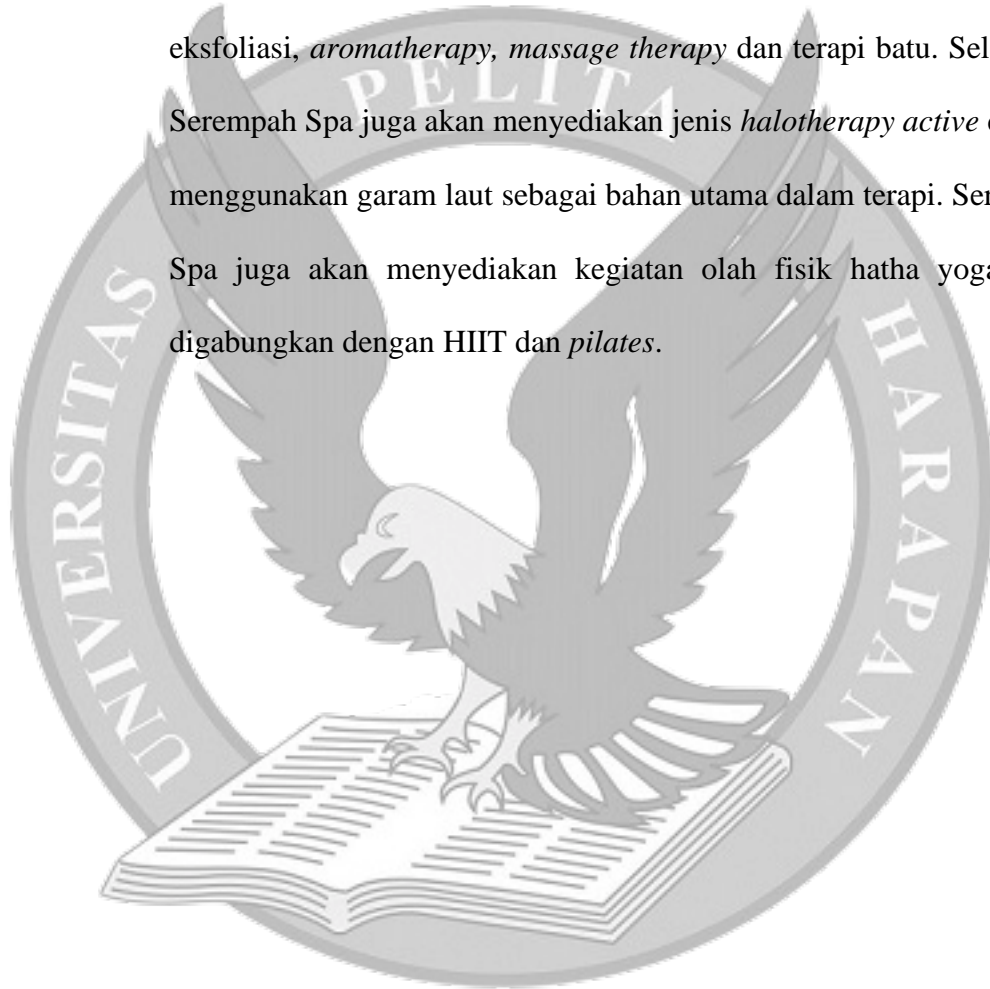 eksfoliasi, aromatherapy, massage therapy dan terapi batu. Sel
Serempah Spa juga akan menyediakan jenis halotherapy active
menggunakan garam laut sebagai bahan utama dalam terapi. Ser
Spa juga akan menyediakan kegiatan olah fisik hatha yoga
digabungkan dengan HIIT dan pilates.
UNIVERSITAS PELITA HARAPAN